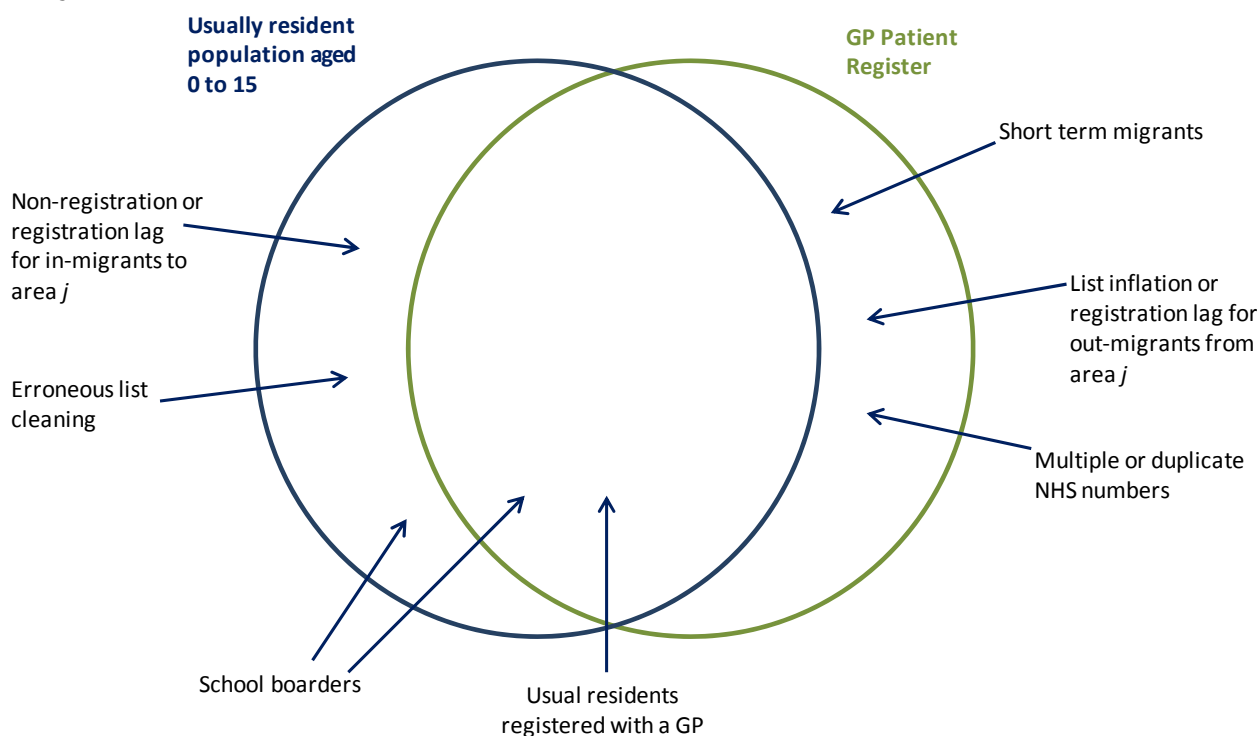 Usually resident
population aged
0 to 15
GP Patient
Register
Short term migrants
Non-registration or
registration lag
for in-migrants to
area j
List inflation or
registration lag for
out-migrants from
area j
Erroneous list
cleaning
Multiple or duplicate
NHS numbers
School boarders
Usual residents
registered with a GP